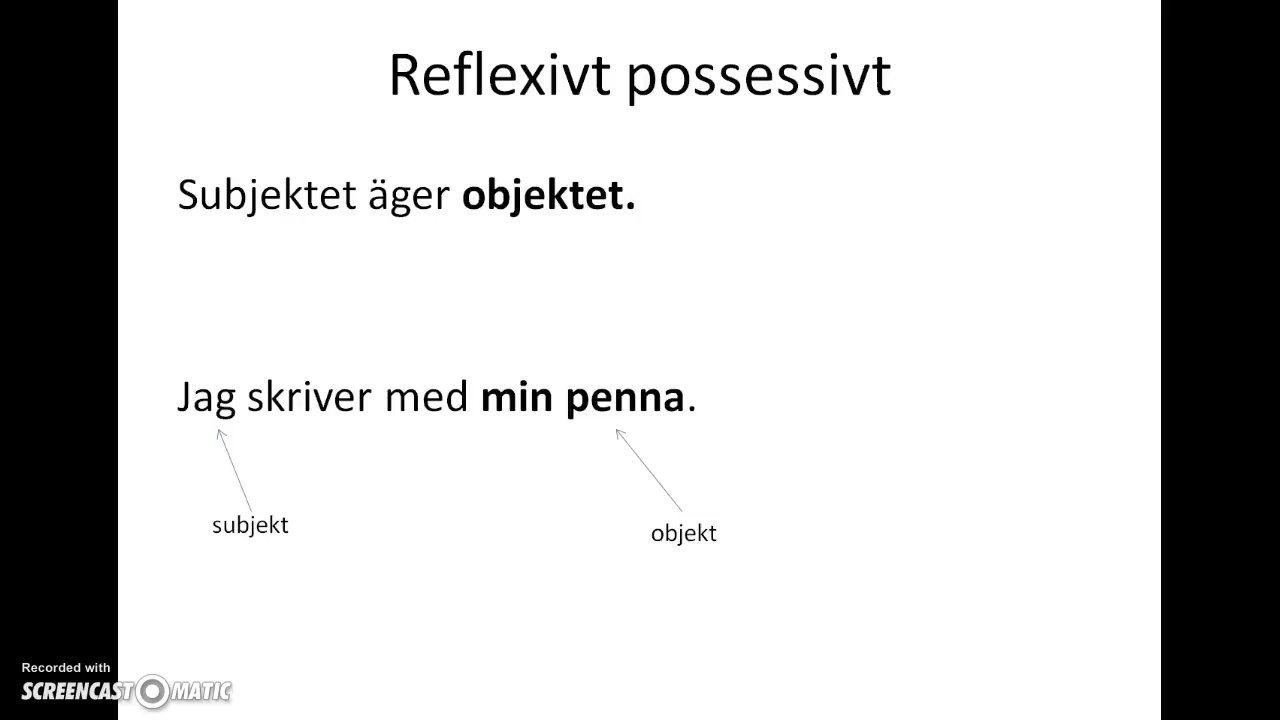 Reflexivt possessivt
Subjektet äger objektet.
Jag skriver med min penna.
subjekt
objekt
Recorded with
SCREENCAST MATIC